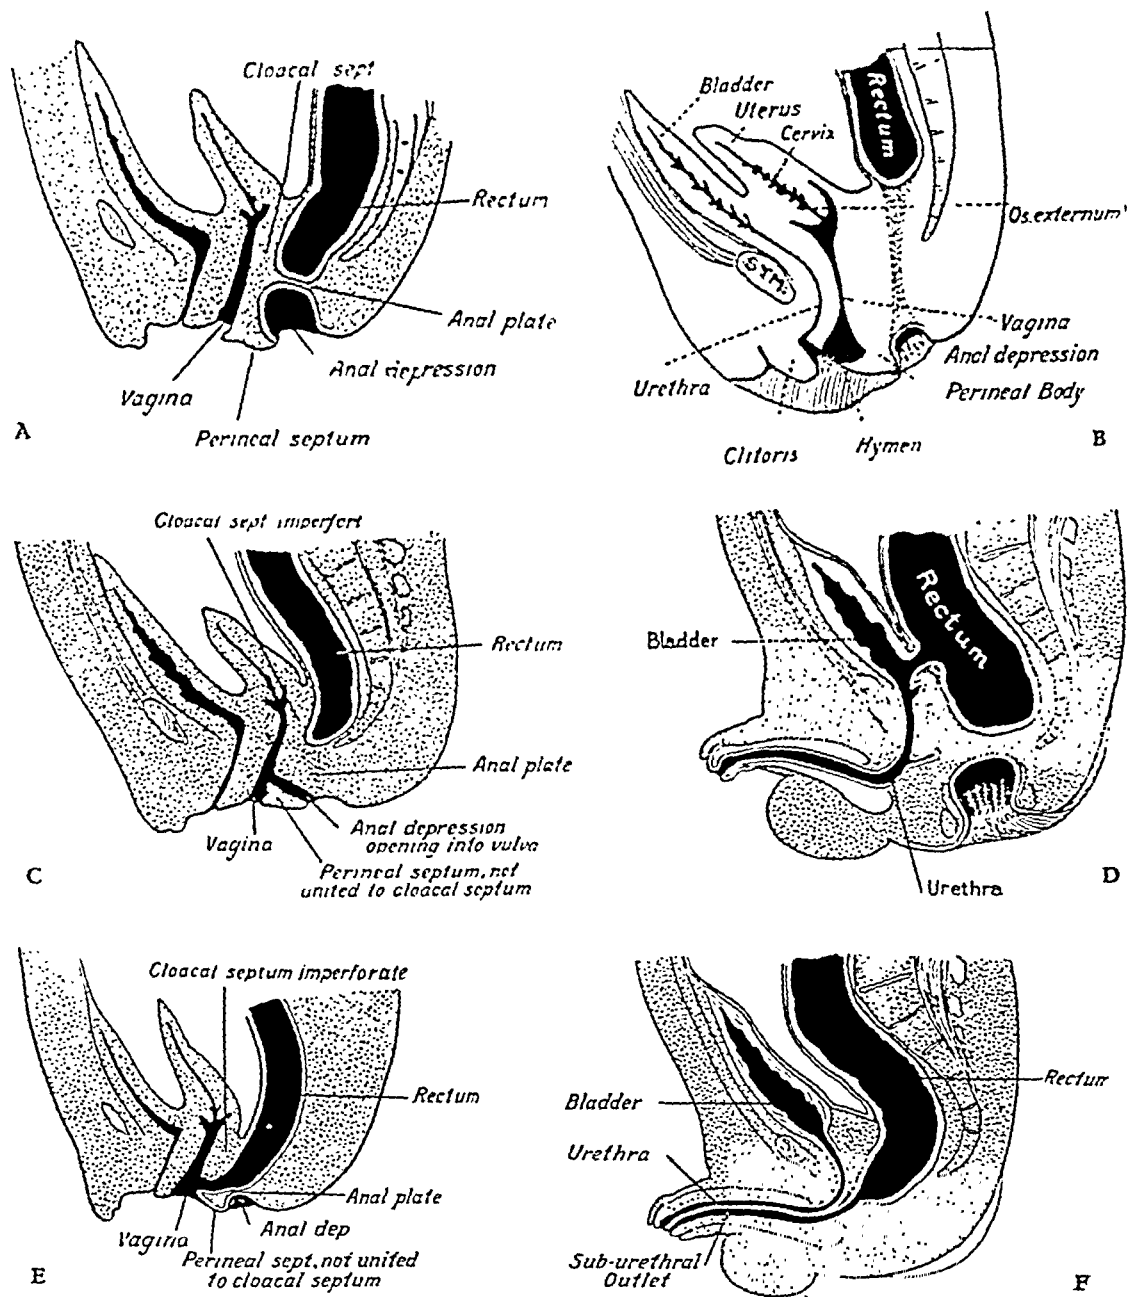 Cloacal sept
Rectum
Anal plate
Anal depression
Vagina
Perineal septum
A
Bladder
Uterus
Cervix
Rectum
Os.externum
SYM.
Vagina
Anal depression
Urethra
Perineal Body
Clitoris
Hymen
B
Cloacal sept imperfort
Rectum
Anal plate
Anal depression
opening into vulva
Vagina
Perineal septum, not
united to cloacal septum
C
Rectum
Bladder
Urethra
D
Cloacal septum imperforate
Rectum
Anal plate
Anal dep
Vagina
Perineal sept, not united
to cloacal septum
E
Rectum
Bladder
Urethra
Sub-urethral
Outlet
F